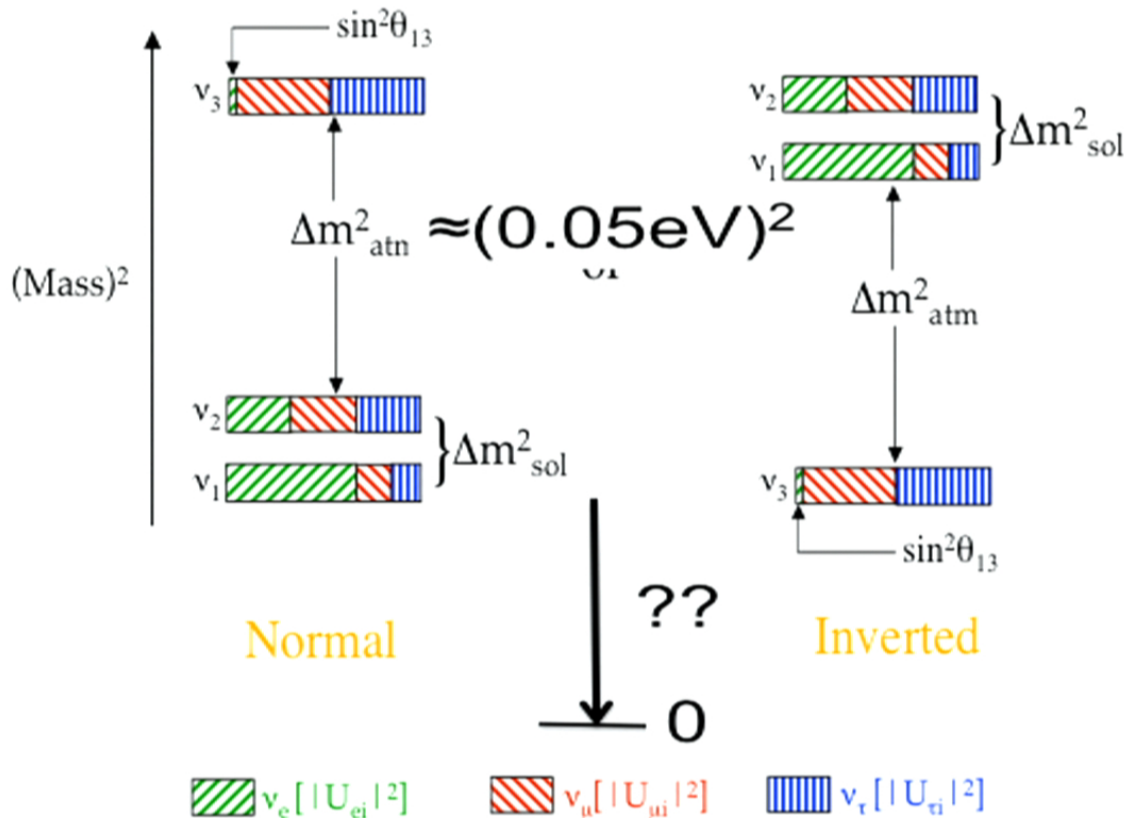 sin²θ₁₃
ν₃
ν₂
Δm²sol
ν₁
Δm²atm ≈(0.05eV)²
(Mass)²
Δm²atm
ν₂
Δm²sol
ν₁
ν₃
sin²θ₁₃
??
Normal
Inverted
0
νe[|Uei|²]
νμ[|Uμi|²]
ντ[|Uτi|²]